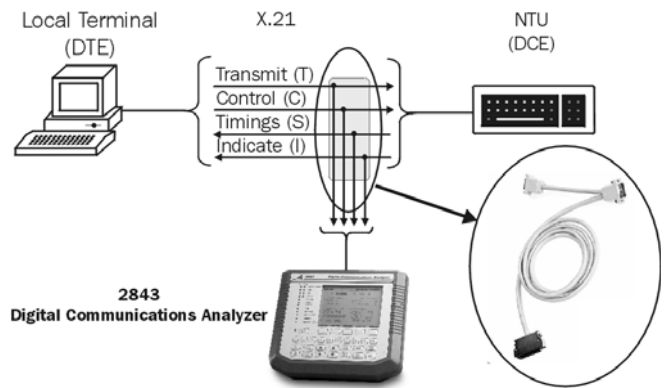 Local Terminal
(DTE)
X.21
NTU
(DCE)
Transmit (T)
Control (C)
Timings (S)
Indicate (I)
2843
Digital Communications Analyzer